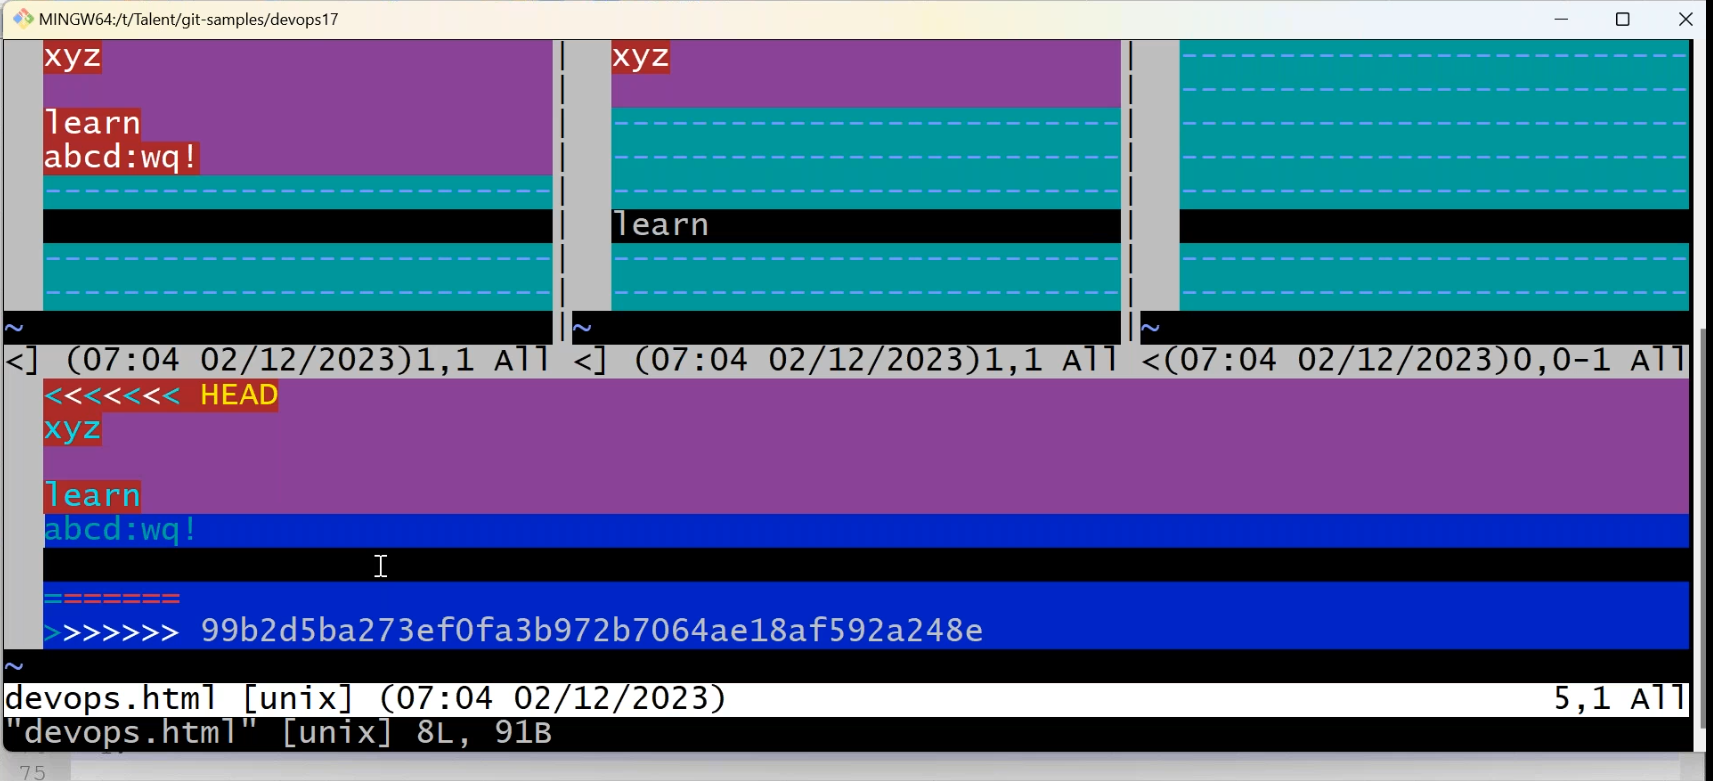 MINGW64:/t/Talent/git-samples/devops17
xyz
learn
abcd:wq!
~
<] (07:04 02/12/2023)1,1 All
xyz
learn
~
<] (07:04 02/12/2023)1,1 All
~
<(07:04 02/12/2023)0,0-1 All
<<<<<<< HEAD
xyz
learn
abcd:wq!
=======
>>>>>>> 99b2d5ba273ef0fa3b972b7064ae18af592a248e
~
devops.html [unix] (07:04 02/12/2023) 5,1 All
"devops.html" [unix] 8L, 91B
75